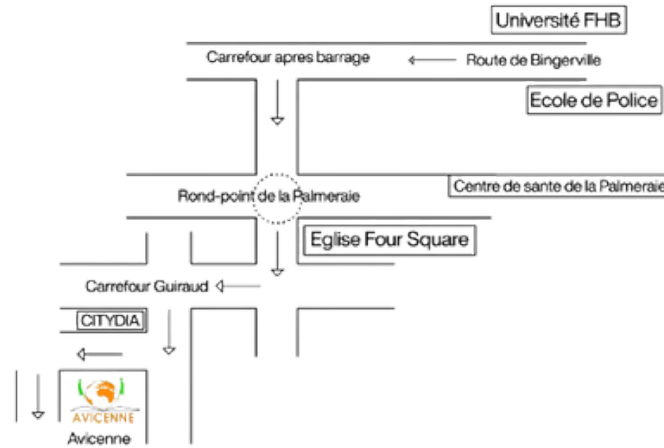 Université FHB
Carrefour apres barrage
Route de Bingerville
Ecole de Police
Centre de sante de la Palmeraie
Rond-point de la Palmeraie
Eglise Four Square
Carrefour Guiraud
CITYDIA
AVICENNE
Avicenne